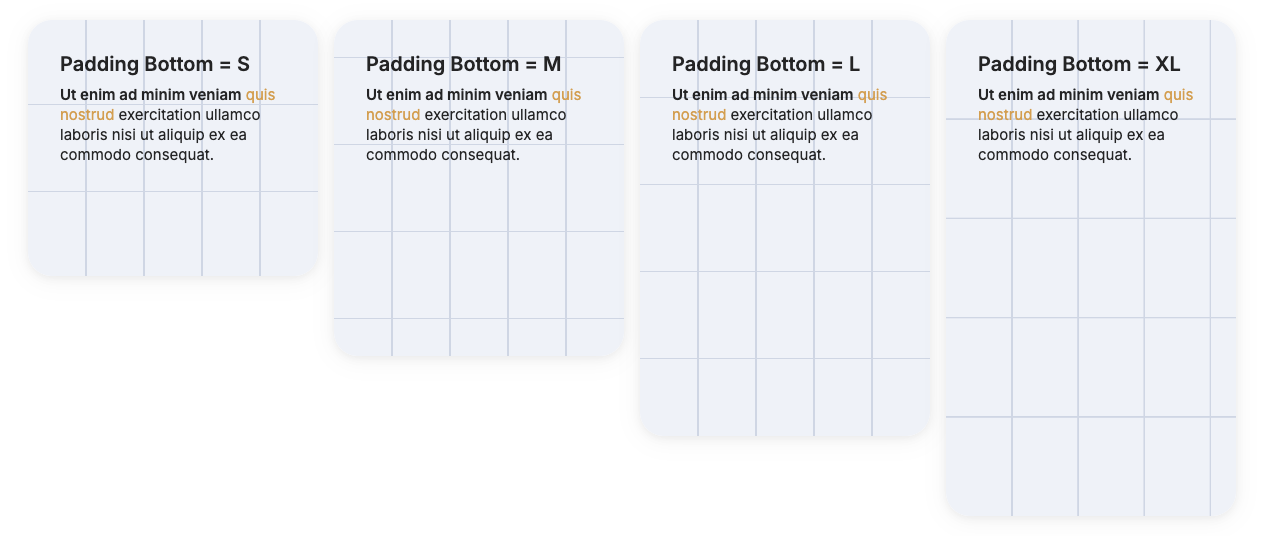 Padding Bottom = S
Ut enim ad minim veniam quis
nostrud exercitation ullamco
laboris nisi ut aliquip ex ea
commodo consequat.
Padding Bottom = M
Ut enim ad minim veniam quis
nostrud exercitation ullamco
laboris nisi ut aliquip ex ea
commodo consequat.
Padding Bottom = L
Ut enim ad minim veniam quis
nostrud exercitation ullamco
laboris nisi ut aliquip ex ea
commodo consequat.
Padding Bottom = XL
Ut enim ad minim veniam quis
nostrud exercitation ullamco
laboris nisi ut aliquip ex ea
commodo consequat.